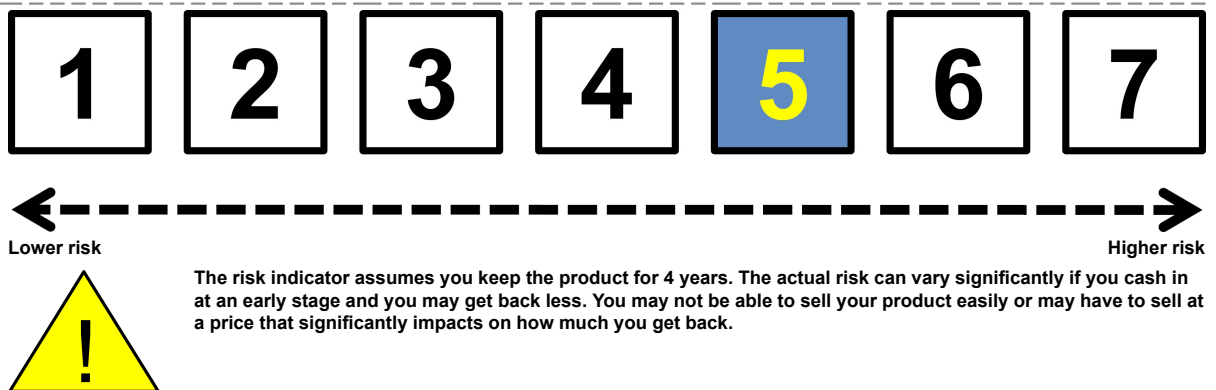 1 2 3 4 5 6 7
Lower risk Higher risk
The risk indicator assumes you keep the product for 4 years. The actual risk can vary significantly if you cash in
at an early stage and you may get back less. You may not be able to sell your product easily or may have to sell at
a price that significantly impacts on how much you get back.
!